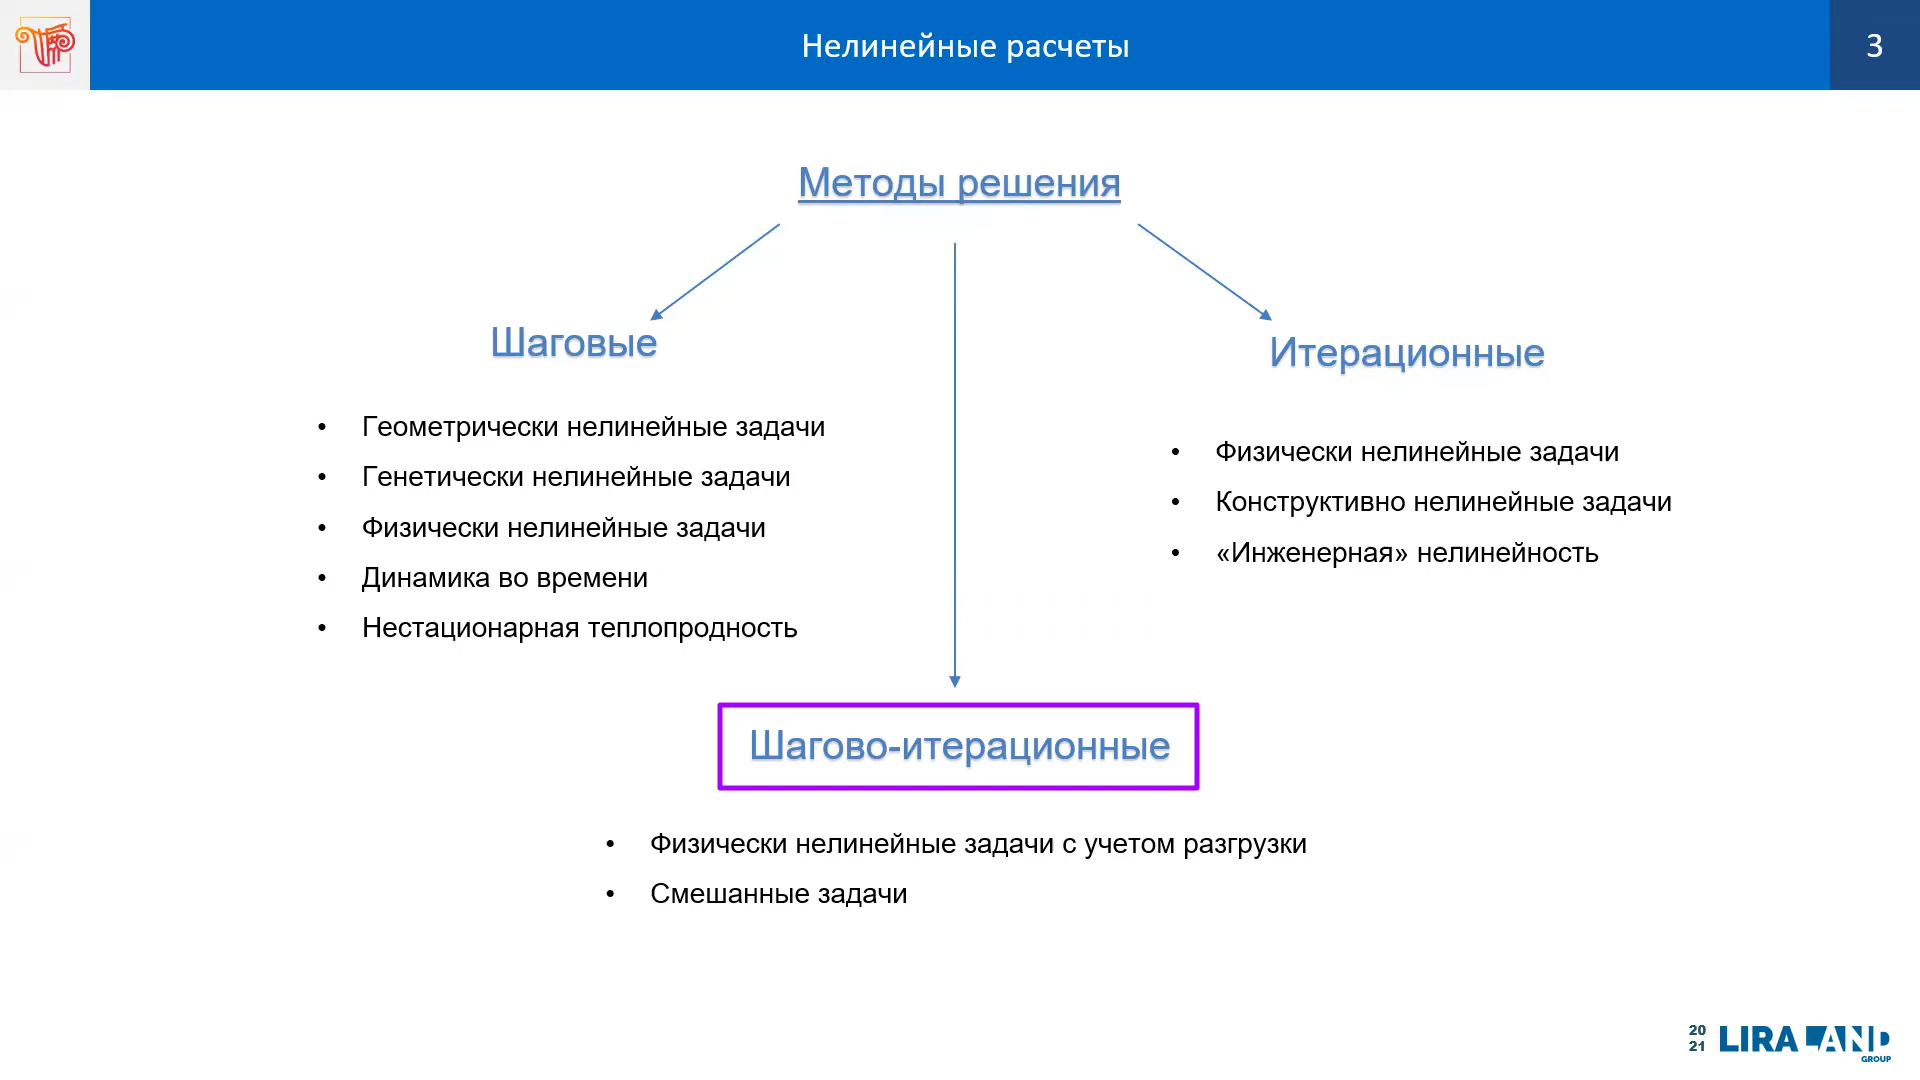 Нелинейные расчеты
3
Методы решения
Шаговые
• Геометрически нелинейные задачи
• Генетически нелинейные задачи
• Физически нелинейные задачи
• Динамика во времени
• Нестационарная теплопродность
Итерационные
• Физически нелинейные задачи
• Конструктивно нелинейные задачи
• «Инженерная» нелинейность
Шагово-итерационные
• Физически нелинейные задачи с учетом разгрузки
• Смешанные задачи
20
21
LIRA LAND
GROUP